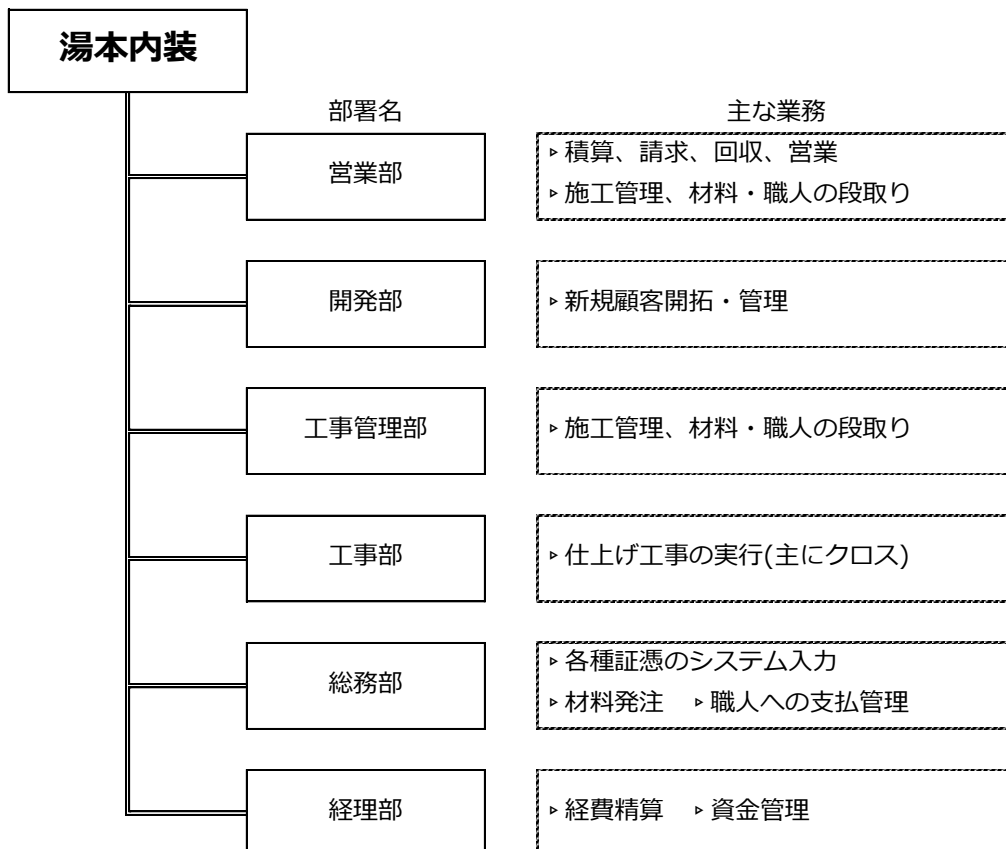 湯本内装
部署名 主な業務
営業部
▹積算、請求、回収、営業
▹施工管理、材料・職人の段取り
開発部
▹新規顧客開拓・管理
工事管理部
▹施工管理、材料・職人の段取り
工事部
▹仕上げ工事の実行(主にクロス)
総務部
▹各種証憑のシステム入力
▹材料発注 ▹職人への支払管理
経理部
▹経費精算 ▹資金管理